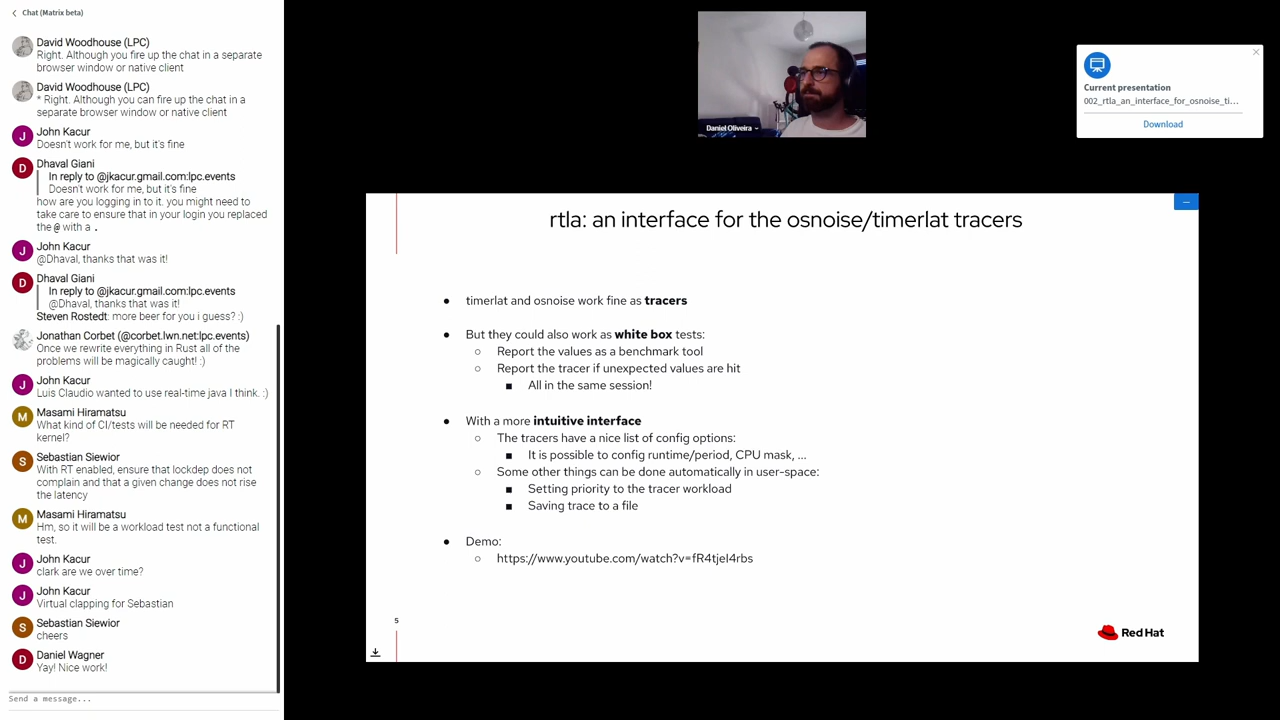 Chat (Matrix beta)
David Woodhouse (LPC)
Right. Although you fire up the chat in a separate
browser window or native client
David Woodhouse (LPC)
* Right. Although you can fire up the chat in a
separate browser window or native client
J
John Kacur
Doesn't work for me, but it's fine
D
Dhaval Giani
In reply to @jkacur.gmail.com:lpc.events
Doesn't work for me, but it's fine
how are you logging in to it. you might need to
take care to ensure that in your login you replaced
the @ with a .
J
John Kacur
@Dhaval, thanks that was it!
D
Dhaval Giani
In reply to @jkacur.gmail.com:lpc.events
@Dhaval, thanks that was it!
Steven Rostedt: more beer for you i guess? :)
Jonathan Corbet (@corbet.lwn.net:lpc.events)
Once we rewrite everything in Rust all of the
problems will be magically caught! :)
J
John Kacur
Luis Claudio wanted to use real-time java I think. :)
M
Masami Hiramatsu
What kind of CI/tests will be needed for RT
kernel?
S
Sebastian Siewior
With RT enabled, ensure that lockdep does not
complain and that a given change does not rise
the latency
M
Masami Hiramatsu
Hm, so it will be a workload test not a functional
test.
J
John Kacur
clark are we over time?
J
John Kacur
Virtual clapping for Sebastian
S
Sebastian Siewior
cheers
D
Daniel Wagner
Yay! Nice work!
Send a message...
Daniel Oliveira
Current presentation
002_rtla_an_interface_for_osnoise_ti...
Download
rtla: an interface for the osnoise/timerlat tracers
● timerlat and osnoise work fine as tracers
● But they could also work as white box tests:
○ Report the values as a benchmark tool
○ Report the tracer if unexpected values are hit
■ All in the same session!
● With a more intuitive interface
○ The tracers have a nice list of config options:
■ It is possible to config runtime/period, CPU mask, ...
○ Some other things can be done automatically in user-space:
■ Setting priority to the tracer workload
■ Saving trace to a file
● Demo:
○ https://www.youtube.com/watch?v=fR4tjeI4rbs
5
Red Hat